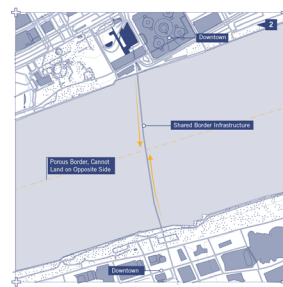 2
Downtown
Shared Border Infrastructure
Porous Border, Cannot
Land on Opposite Side
Downtown